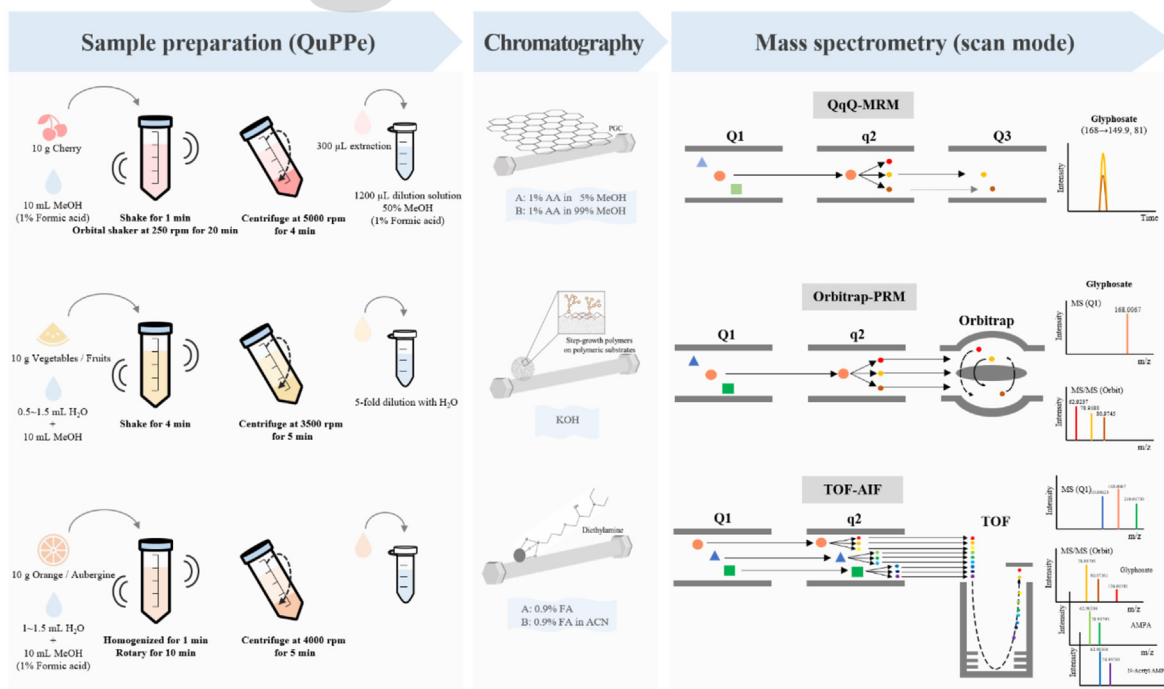 Sample preparation (QuPPe)
Chromatography
Mass spectrometry (scan mode)
10 g Cherry
10 mL MeOH
(1% Formic acid)
Shake for 1 min
Orbital shaker at 250 rpm for 20 min
Centrifuge at 5000 rpm
for 4 min
300 µL extraction
1200 µL dilution solution
50% MeOH
(1% Formic acid)
PGC
A: 1% AA in 5% MeOH
B: 1% AA in 99% MeOH
QqQ-MRM
Q1
q2
Q3
Glyphosate
(168→149.9, 81)
Intensity
Time
10 g Vegetables / Fruits
0.5~1.5 mL H₂O
+
10 mL MeOH
Shake for 4 min
Centrifuge at 3500 rpm
for 5 min
5-fold dilution with H₂O
Step-growth polymers
on polymeric substrates
KOH
Orbitrap-PRM
Q1
q2
Orbitrap
Glyphosate
MS (Q1)
168.0067
Intensity
m/z
MS/MS (Orbit)
62.9237
Intensity
m/z
10 g Orange / Aubergine
1~1.5 mL H₂O
+
10 mL MeOH
(1% Formic acid)
Homogenized for 1 min
Rotary for 10 min
Centrifuge at 4000 rpm
for 5 min
Diethylamine
A: 0.9% FA
B: 0.9% FA in ACN
TOF-AIF
Q1
q2
TOF
MS (Q1)
Intensity
m/z
MS/MS (Orbit)
Glyphosate
Intensity
m/z
AMPA
Intensity
m/z
N-Acetyl AMP
Intensity